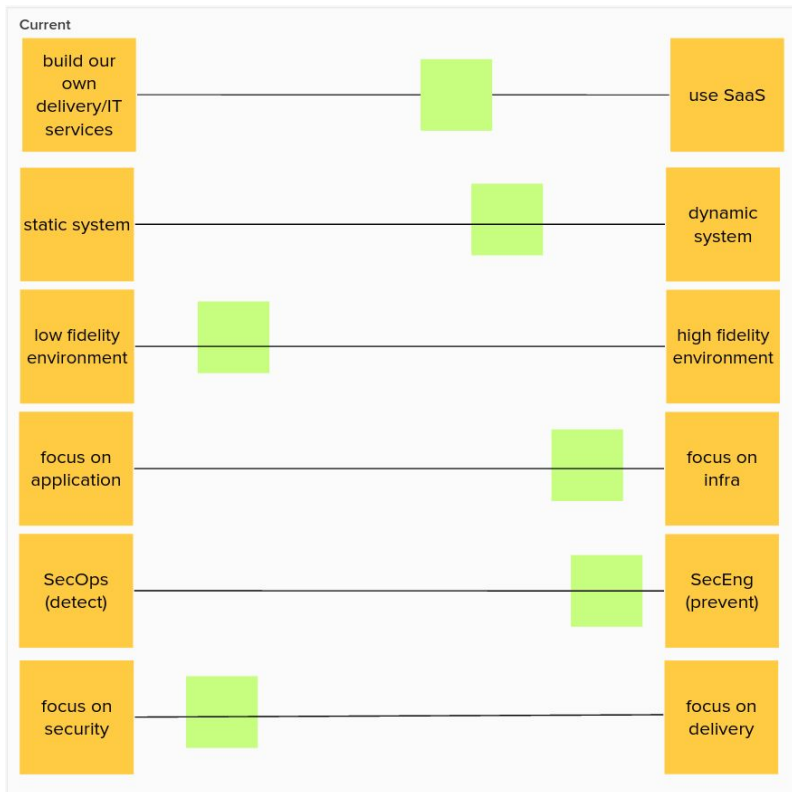 Current
build our
own
delivery/IT
services
use SaaS
static system
dynamic
system
low fidelity
environment
high fidelity
environment
focus on
application
focus on
infra
SecOps
(detect)
SecEng
(prevent)
focus on
security
focus on
delivery